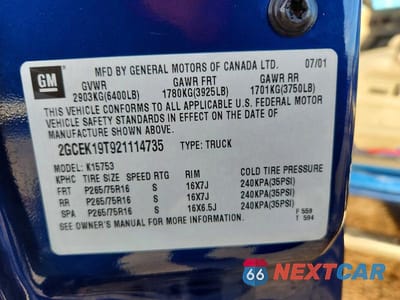 GM
MFD BY GENERAL MOTORS OF CANADA LTD. 07/01
GVWR GAWR FRT GAWR RR
2903KG(6400LB) 1780KG(3925LB) 1701KG(3750LB)
THIS VEHICLE CONFORMS TO ALL APPLICABLE U.S. FEDERAL MOTOR
VEHICLE SAFETY STANDARDS IN EFFECT ON THE DATE OF
MANUFACTURE SHOWN ABOVE.
2GCEK19T921114735 TYPE: TRUCK
MODEL: K15753
KPHC TIRE SIZE SPEED RTG RIM COLD TIRE PRESSURE
FRT P265/75R16 S 16X7J 240KPA(35PSI)
RR P265/75R16 S 16X7J 240KPA(35PSI)
SPA P265/75R16 S 16X6.5J 240KPA(35PSI)
SEE OWNER'S MANUAL FOR MORE INFORMATION.
F 559
T 594
66 NEXTCAR